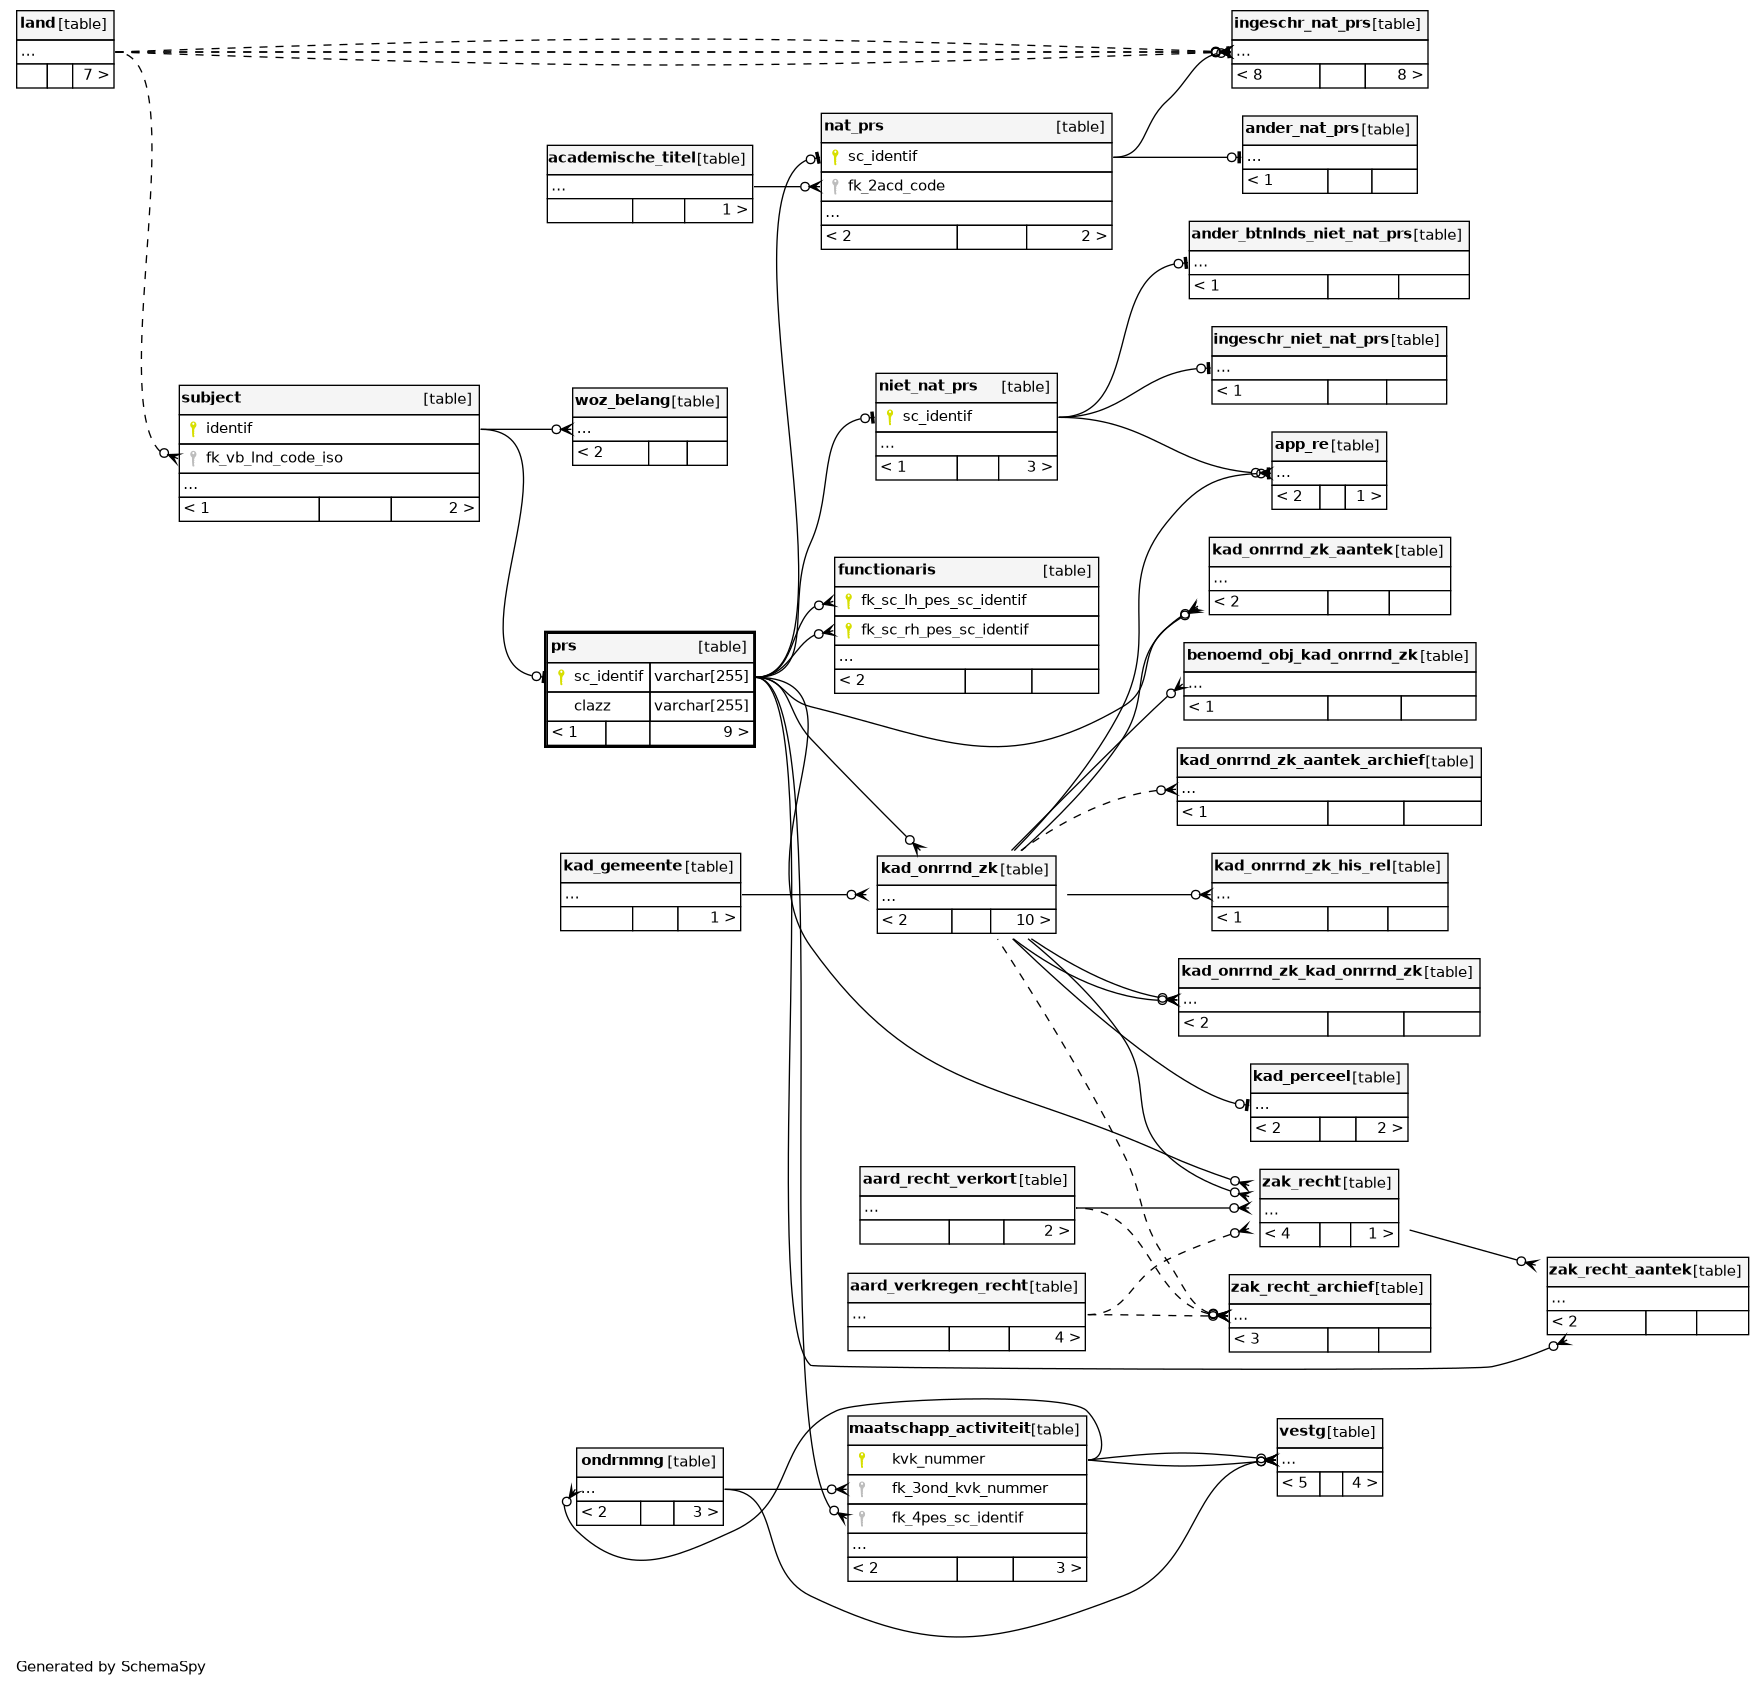 land [table]
...
7 >
ingeschr_nat_prs [table]
...
< 8 8 >
nat_prs [table]
sc_identif
fk_2acd_code
...
< 2 2 >
ander_nat_prs [table]
...
< 1
academische_titel [table]
...
1 >
ander_btnlnds_niet_nat_prs [table]
...
< 1
ingeschr_niet_nat_prs [table]
...
< 1
niet_nat_prs [table]
sc_identif
...
< 1 3 >
subject [table]
identif
fk_vb_lnd_code_iso
...
< 1 2 >
woz_belang [table]
...
< 2
app_re [table]
...
< 2 1 >
kad_onrrnd_zk_aantek [table]
...
< 2
functionaris [table]
fk_sc_lh_pes_sc_identif
fk_sc_rh_pes_sc_identif
...
< 2
prs [table]
sc_identif varchar[255]
clazz varchar[255]
< 1 9 >
benoemd_obj_kad_onrrnd_zk [table]
...
< 1
kad_onrrnd_zk_aantek_archief [table]
...
< 1
kad_gemeente [table]
...
1 >
kad_onrrnd_zk [table]
...
< 2 10 >
kad_onrrnd_zk_his_rel [table]
...
< 1
kad_onrrnd_zk_kad_onrrnd_zk [table]
...
< 2
kad_perceel [table]
...
< 2 2 >
aard_recht_verkort [table]
...
2 >
zak_recht [table]
...
< 4 1 >
aard_verkregen_recht [table]
...
4 >
zak_recht_archief [table]
...
< 3
zak_recht_aantek [table]
...
< 2
maatschapp_activiteit [table]
kvk_nummer
fk_3ond_kvk_nummer
fk_4pes_sc_identif
...
< 2 3 >
ondrnmng [table]
...
< 2 3 >
vestg [table]
...
< 5 4 >
Generated by SchemaSpy